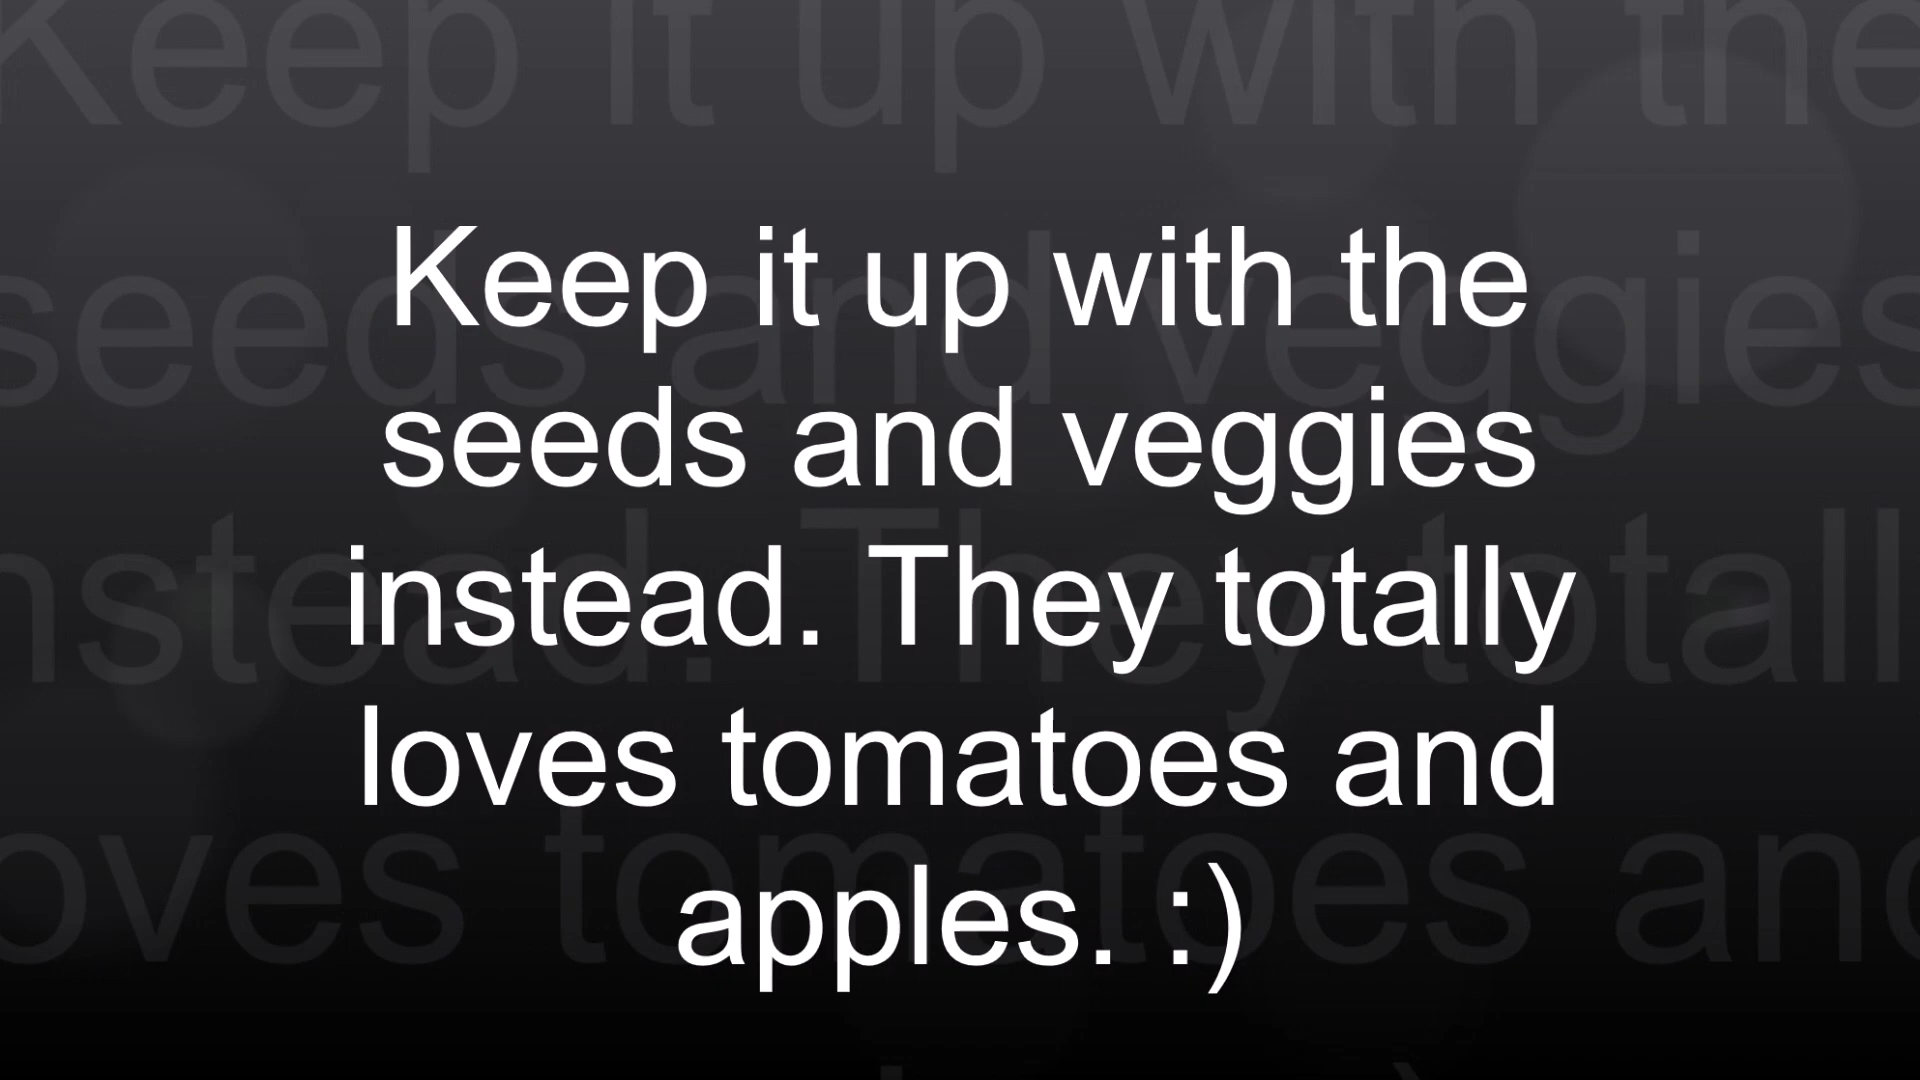 Keep it up with the
seeds and veggies
instead. They totally
loves tomatoes and
apples. :)